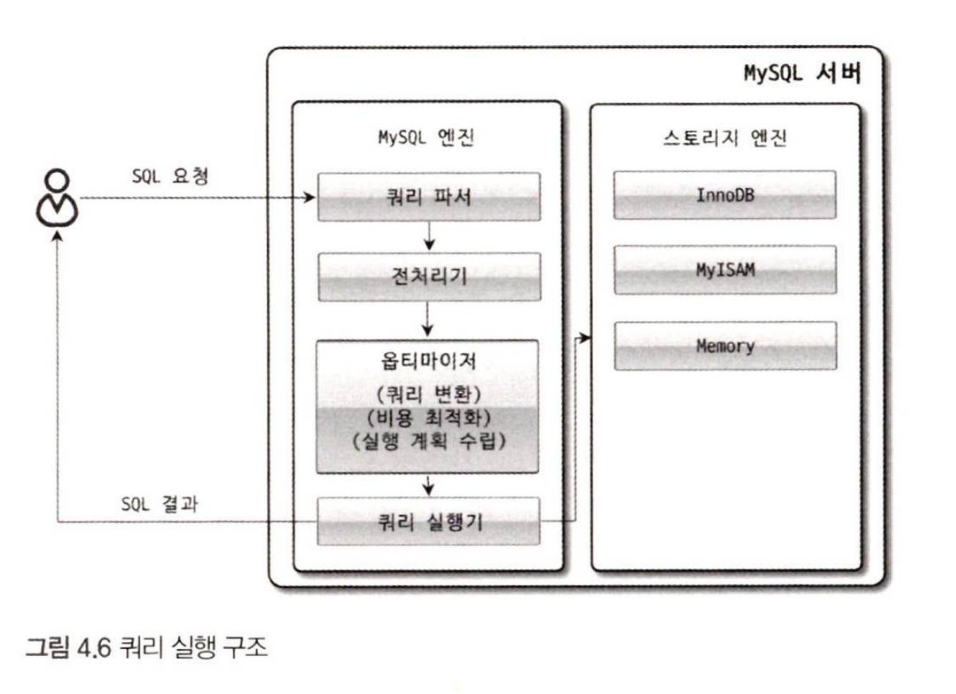 MySQL 서버
MySQL 엔진
스토리지 엔진
SQL 요청
쿼리 파서
InnoDB
전처리기
MyISAM
옵티마이저
(쿼리 변환)
(비용 최적화)
(실행 계획 수립)
Memory
SQL 결과
쿼리 실행기
그림 4.6 쿼리 실행 구조